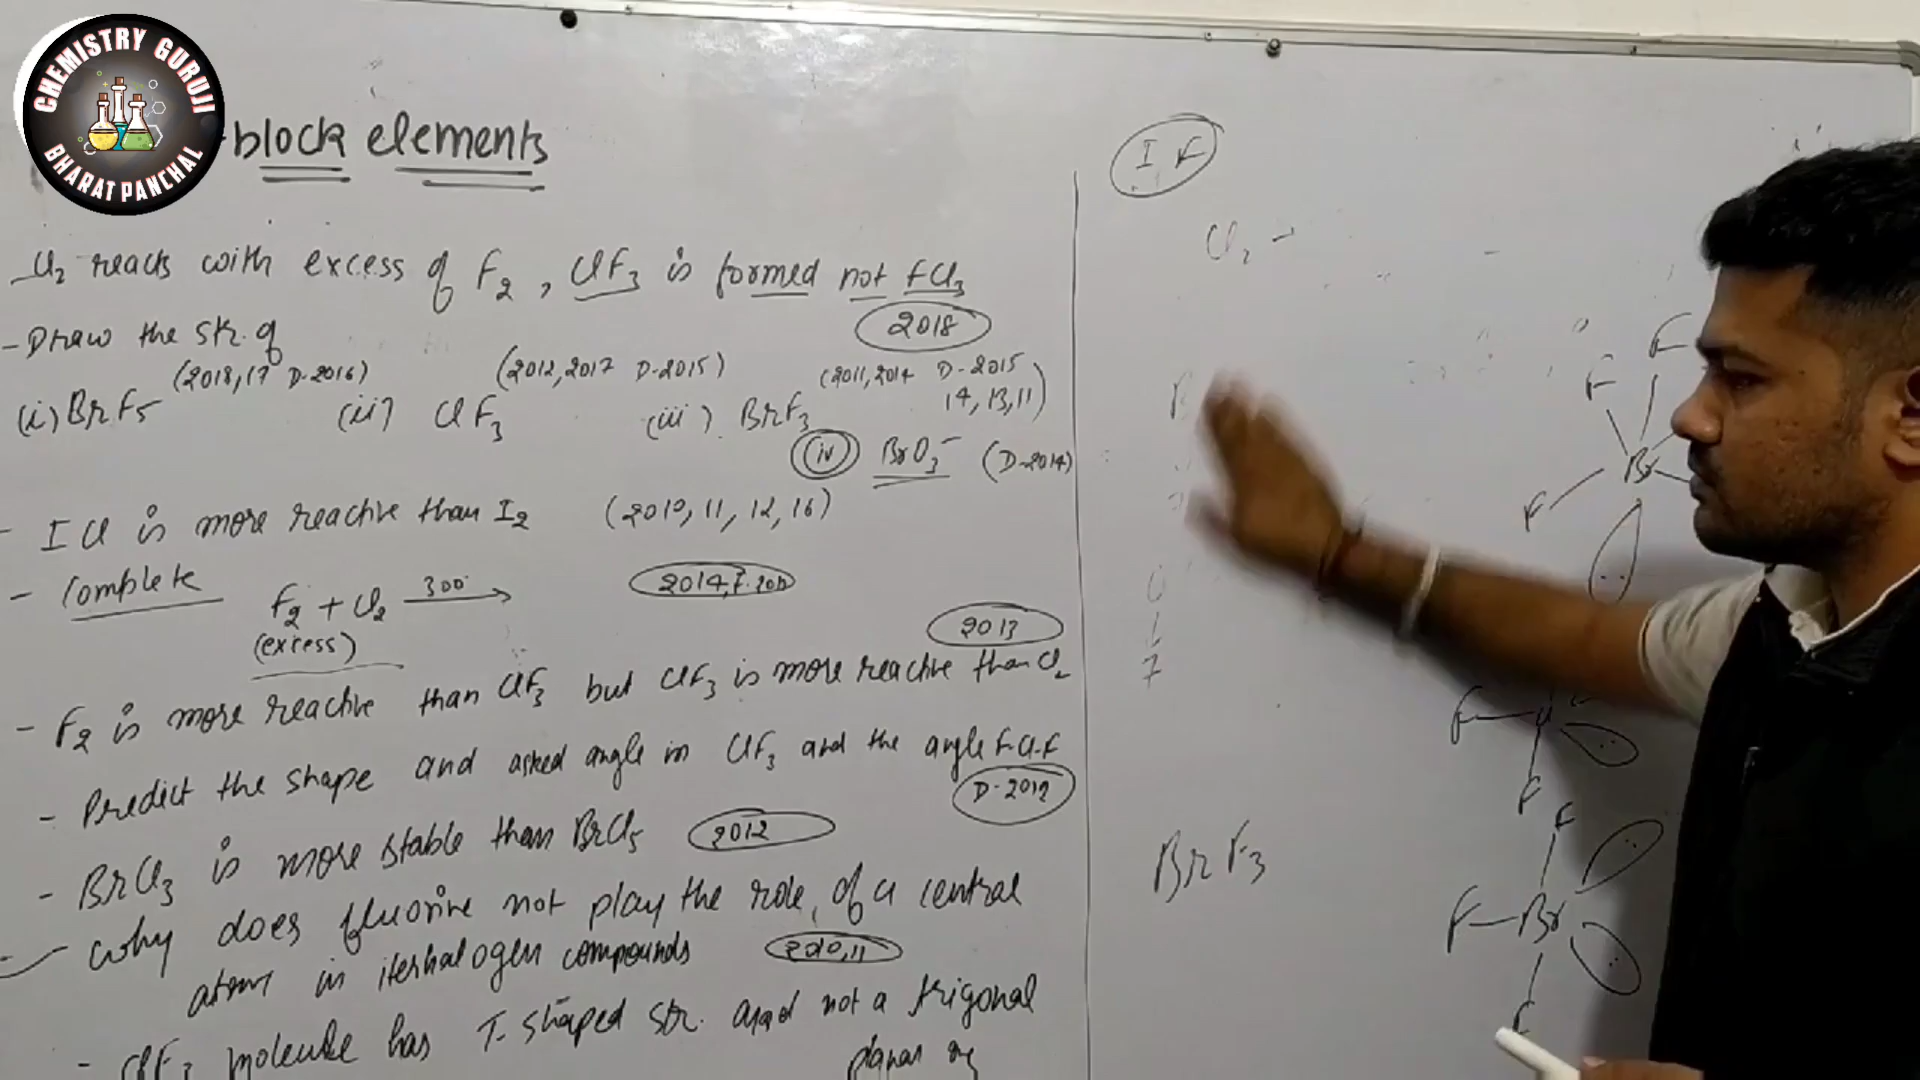 CHEMISTRY GURUJI
BHARAT PANCHAL
block elements
Cl2 reacts with excess of F2, ClF3 is formed not FCl3
2018
- Draw the str. of
(2018,17 D-2016) (2012,2017 D-2015) (2011,2014 D-2015
14, 13, 11)
(i) BrF5 (ii) ClF3 (iii) BrF3
(iv) BrO3- (D-2014)
- ICl is more reactive than I2 (2010, 11, 12, 16)
- Complete F2 + Cl2 300°
(excess)
2014,
2013
- F2 is more reactive than ClF3 but ClF3 is more reactive than Cl2
- Predict the shape and asked angle in ClF3 and the angle F-Cl-F
D-2012
- BrCl3 is more stable than BrCl5 2012
- Why does fluorine not play the role of a central
atom in iterhalogen compounds 2010,11
- ClF3 molecule has T-shaped str. and not a trigonal
planar
I F
Cl2
F
F
Br
F
7
F Cl
F
BrF3
F
F-Br
F